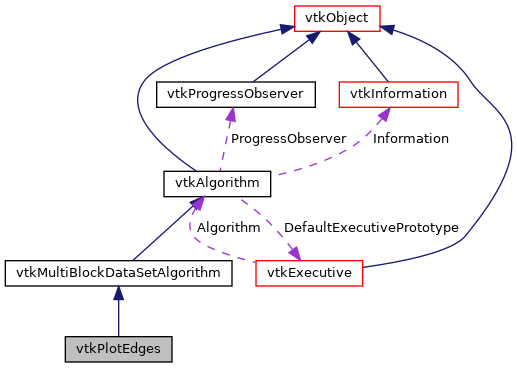 vtkObject
vtkProgressObserver
vtkInformation
ProgressObserver
Information
vtkAlgorithm
Algorithm
DefaultExecutivePrototype
vtkMultiBlockDataSetAlgorithm
vtkExecutive
vtkPlotEdges